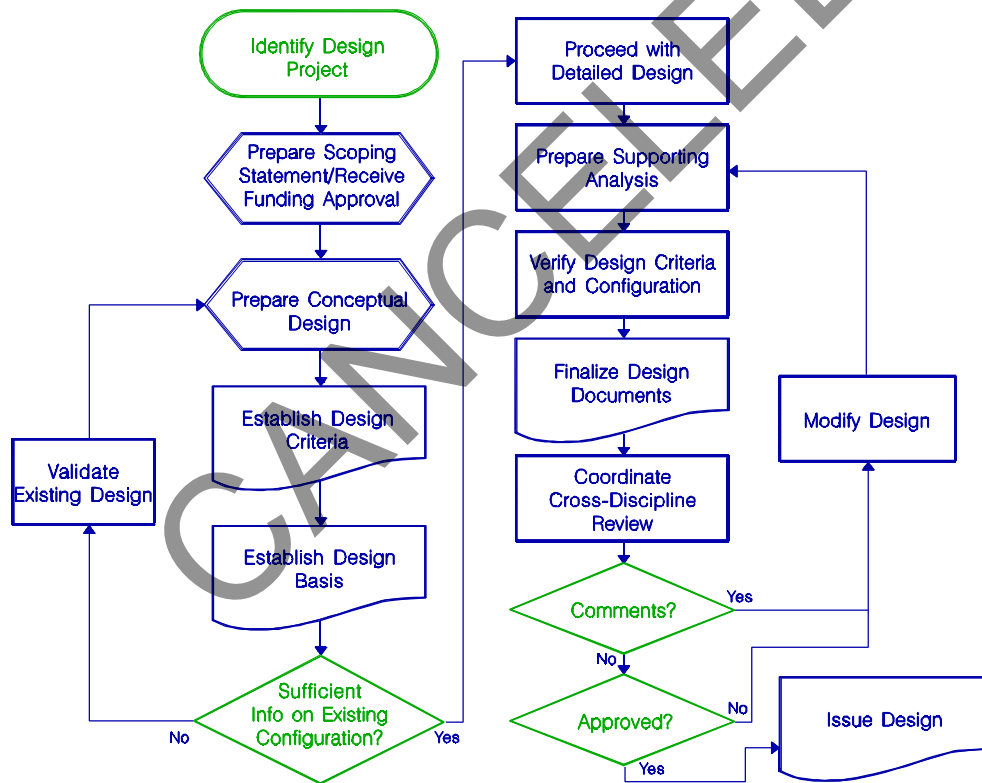 Identify Design
Project
Prepare Scoping
Statement/Receive
Funding Approval
Prepare Conceptual
Design
Establish Design
Criteria
Validate
Existing Design
Establish Design
Basis
Sufficient
Info on Existing
Configuration?
No
Yes
Proceed with
Detailed Design
Prepare Supporting
Analysis
Verify Design Criteria
and Configuration
Finalize Design
Documents
Modify Design
Coordinate
Cross-Discipline
Review
Comments?
Yes
No
Approved?
No
Yes
Issue Design